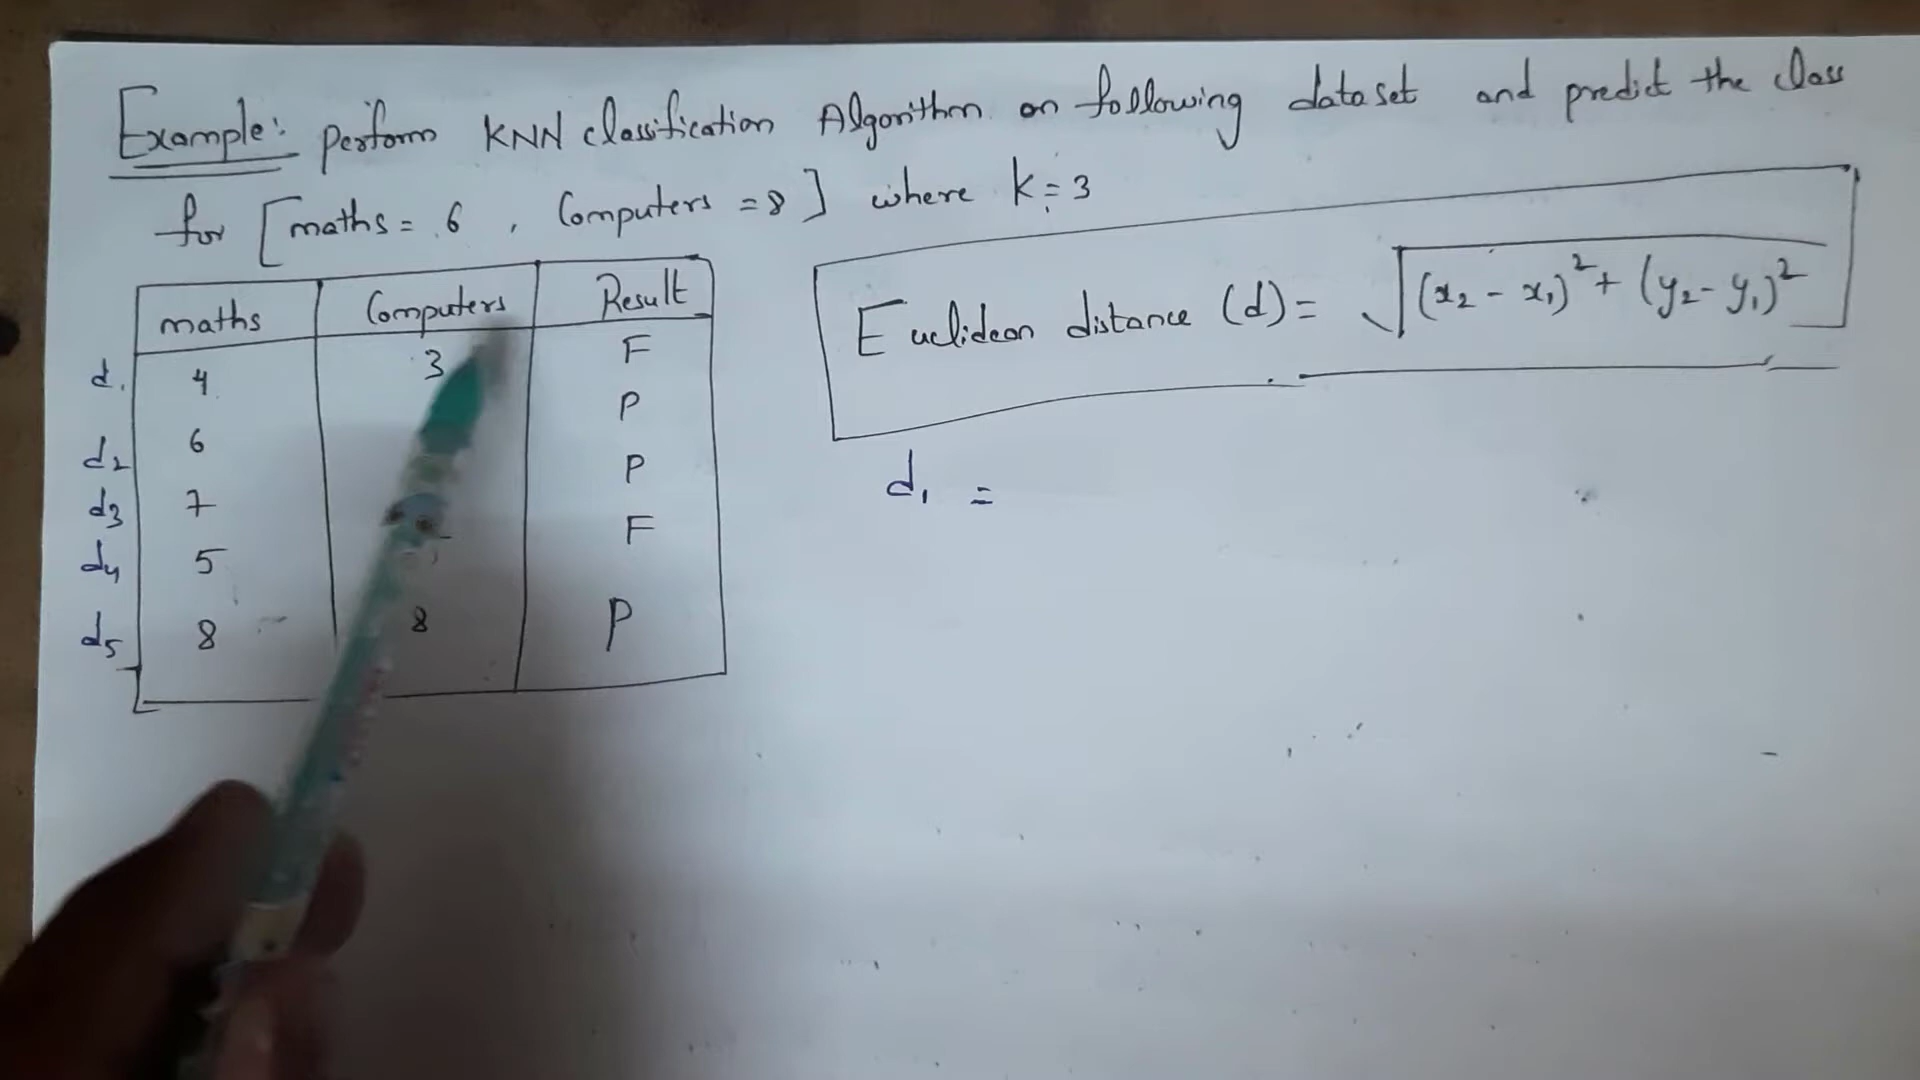 Example: perform KNN classification Algorithm on following dataset and predict the class
for [maths = 6, Computers = 8] where K = 3
maths Computers Result
d1 4 3 F
d2 6 P
d3 7 P
d4 5 F
d5 8 8 P
Euclidean distance (d) = √(x₂ - x₁)² + (y₂ - y₁)²
d1 =